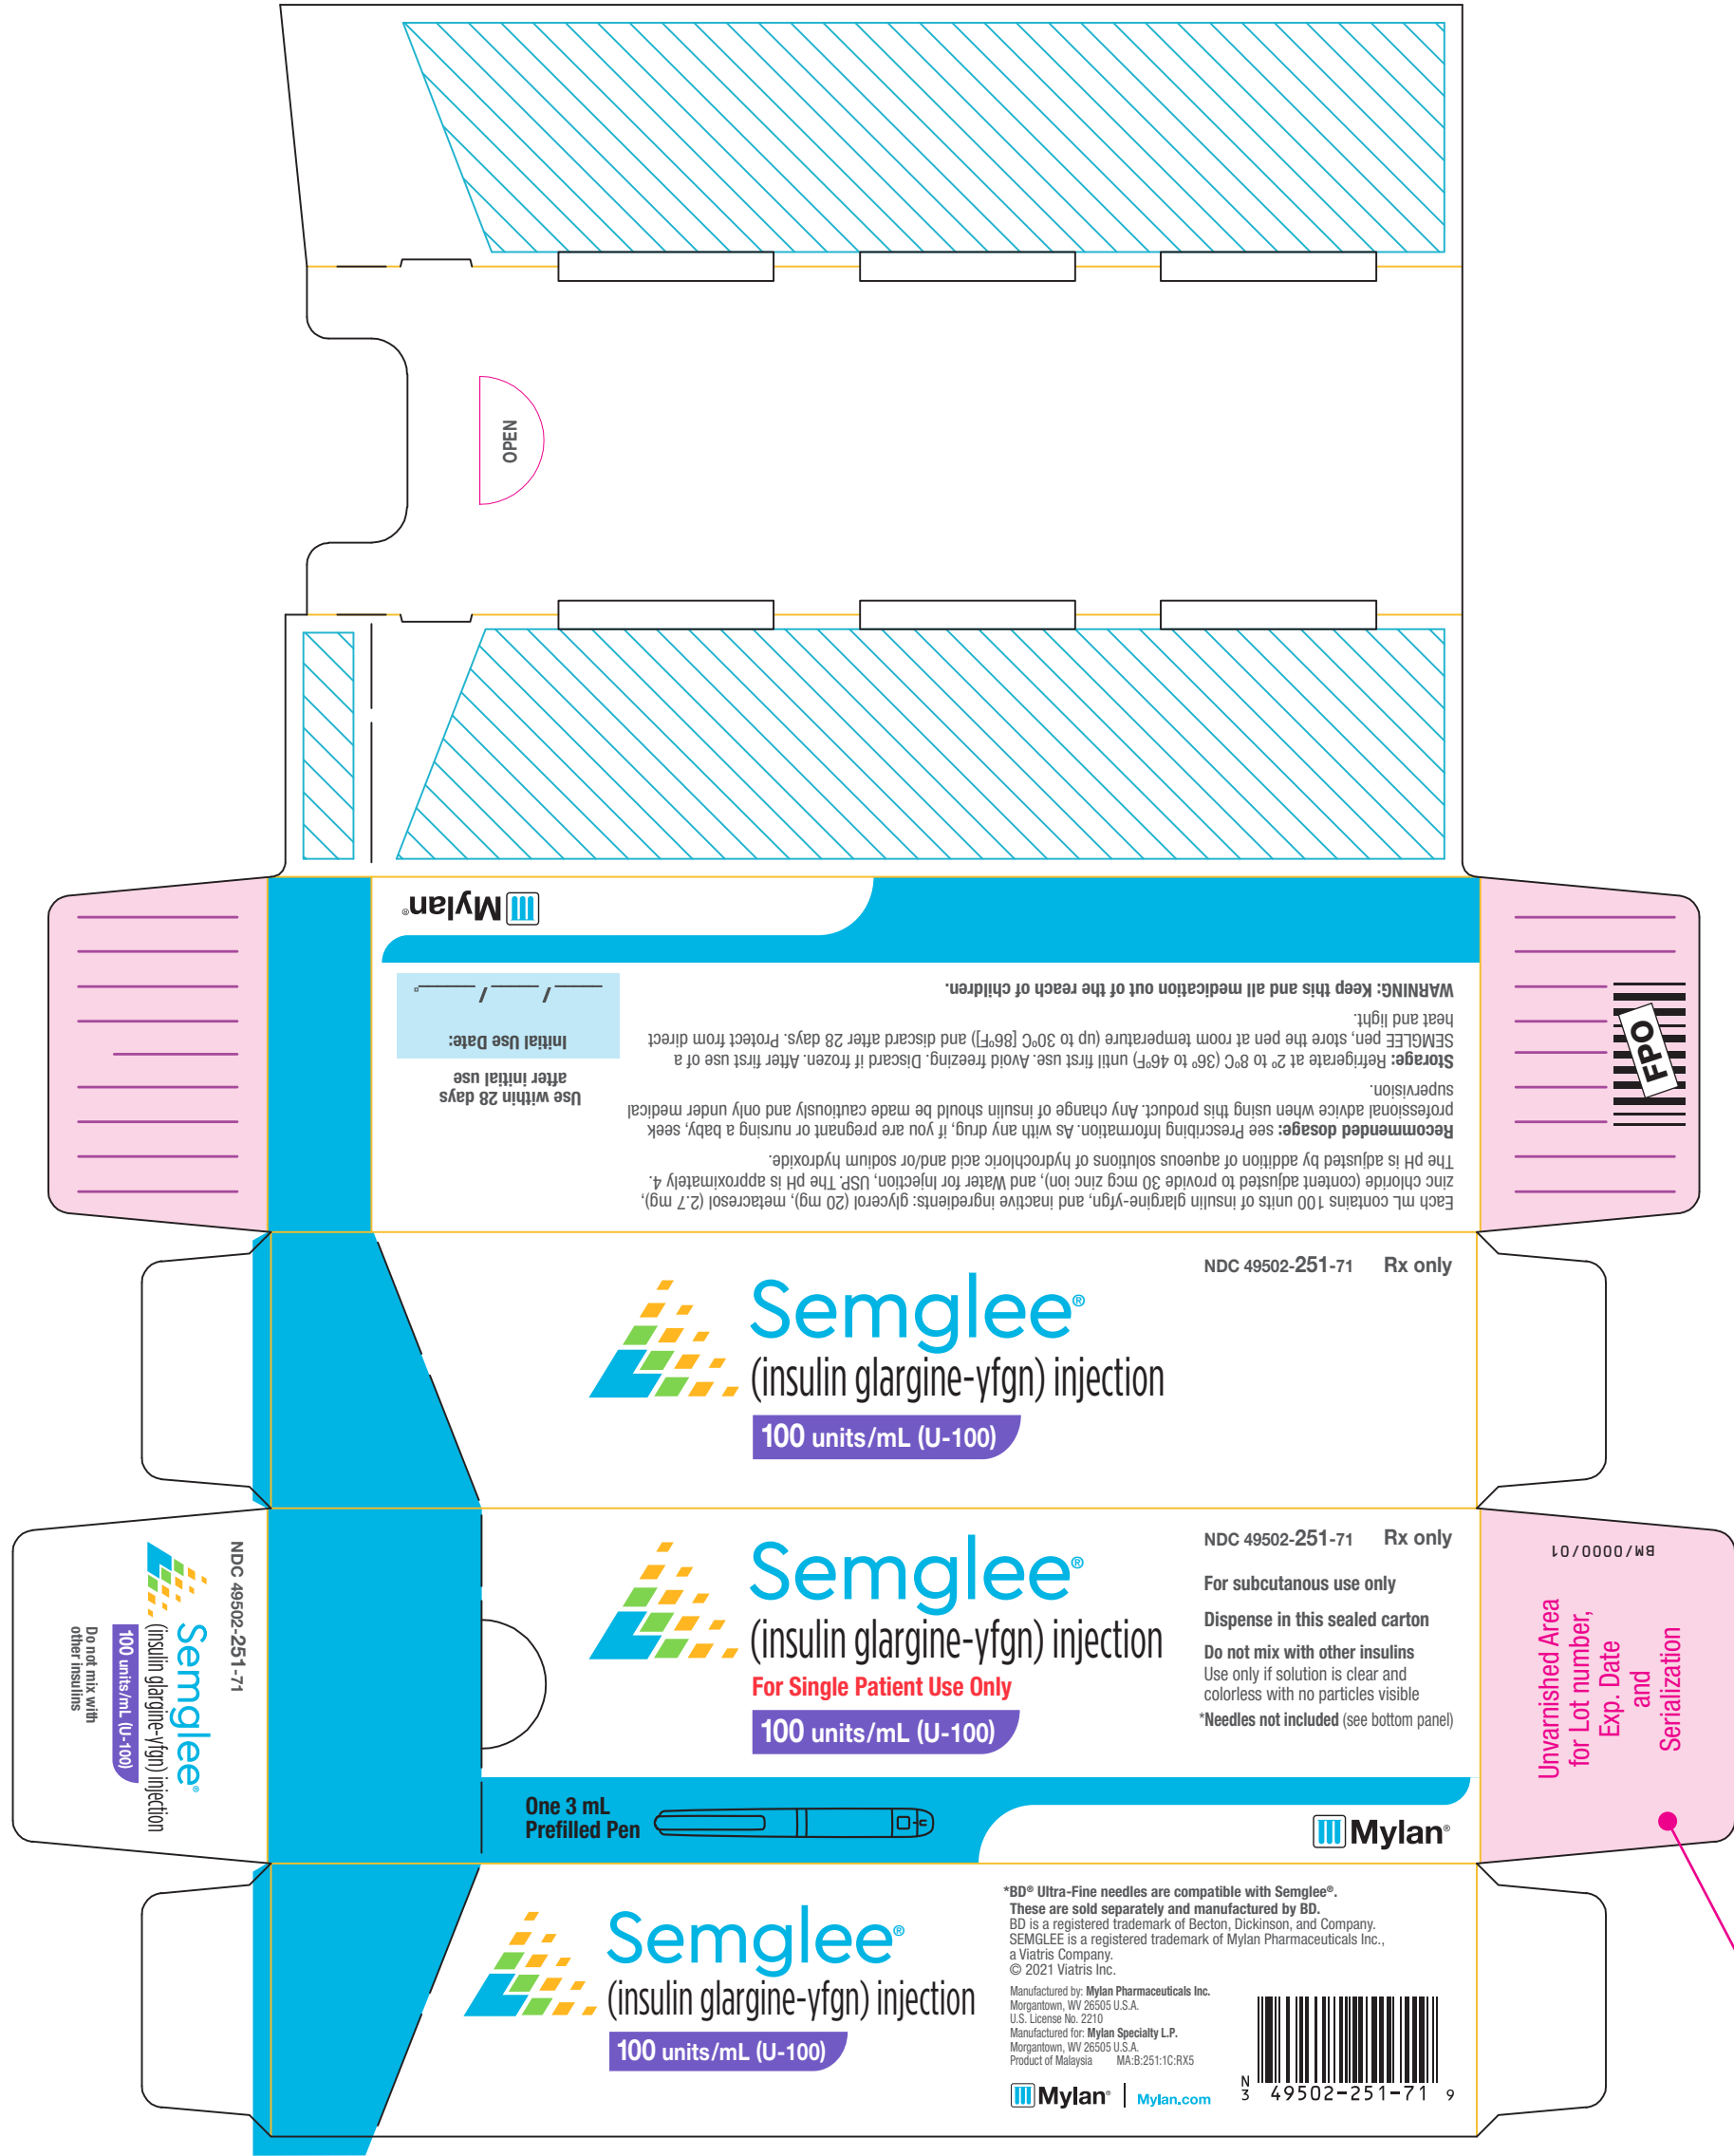 OPEN
Mylan®
WARNING: Keep this and all medication out of the reach of children.
Storage: Refrigerate at 2º to 8ºC (36º to 46ºF) until first use. Avoid freezing. Discard if frozen. After first use of a
SEMGLEE pen, store the pen at room temperature (up to 30ºC [86ºF]) and discard after 28 days. Protect from direct
heat and light.
Recommended dosage: see Prescribing Information. As with any drug, if you are pregnant or nursing a baby, seek
professional advice when using this product. Any change of insulin should be made cautiously and only under medical
supervision.
Each mL contains 100 units of insulin glargine-yfgn, and inactive ingredients: glycerol (20 mg), metacresol (2.7 mg),
zinc chloride (content adjusted to provide 30 mcg zinc ion), and Water for Injection, USP. The pH is approximately 4.
The pH is adjusted by addition of aqueous solutions of hydrochloric acid and/or sodium hydroxide.
Use within 28 days
after initial use
Initial Use Date:
_____ / _____ / _____.
FPO
NDC 49502-251-71 Rx only
Semglee®
(insulin glargine-yfgn) injection
100 units/mL (U-100)
NDC 49502-251-71
Semglee®
(insulin glargine-yfgn) injection
100 units/mL (U-100)
Do not mix with
other insulins
NDC 49502-251-71 Rx only
Semglee®
(insulin glargine-yfgn) injection
For Single Patient Use Only
100 units/mL (U-100)
For subcutanous use only
Dispense in this sealed carton
Do not mix with other insulins
Use only if solution is clear and
colorless with no particles visible
*Needles not included (see bottom panel)
One 3 mL
Prefilled Pen
Mylan®
BM/0000/01
Unvarnished Area
for Lot number,
Exp. Date
and
Serialization
Semglee®
(insulin glargine-yfgn) injection
100 units/mL (U-100)
*BD® Ultra-Fine needles are compatible with Semglee®.
These are sold separately and manufactured by BD.
BD is a registered trademark of Becton, Dickinson, and Company.
SEMGLEE is a registered trademark of Mylan Pharmaceuticals Inc.,
a Viatris Company.
© 2021 Viatris Inc.
Manufactured by: Mylan Pharmaceuticals Inc.
Morgantown, WV 26505 U.S.A.
U.S. License No. 2210
Manufactured for: Mylan Specialty L.P.
Morgantown, WV 26505 U.S.A.
Product of Malaysia MA:B:251:1C:RX5
Mylan® | Mylan.com
N
3 49502-251-71 9